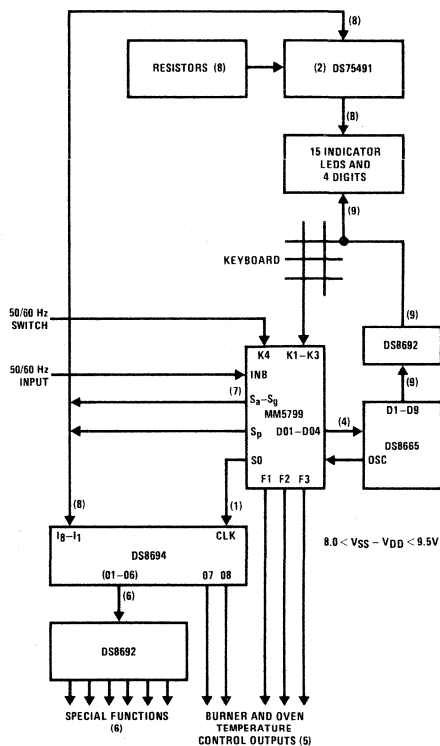 (8)
RESISTORS (8)
(2) DS75491
(8)
15 INDICATOR
LEDS AND
4 DIGITS
(9)
KEYBOARD
50/60 Hz
SWITCH
(9)
DS8692
K4
K1–K3
50/60 Hz
INPUT
INB
(9)
(7)
Sa–Sg
MM5799
D1–D9
Sp
DO1–DO4
(4)
DS8665
SO
OSC
F1
F2
F3
(8)
(1)
I8–I1
CLK
8.0 < VSS – VDD < 9.5V
DS8694
(01–06)
07
08
(6)
DS8692
SPECIAL FUNCTIONS
(6)
BURNER AND OVEN
TEMPERATURE
CONTROL OUTPUTS (5)